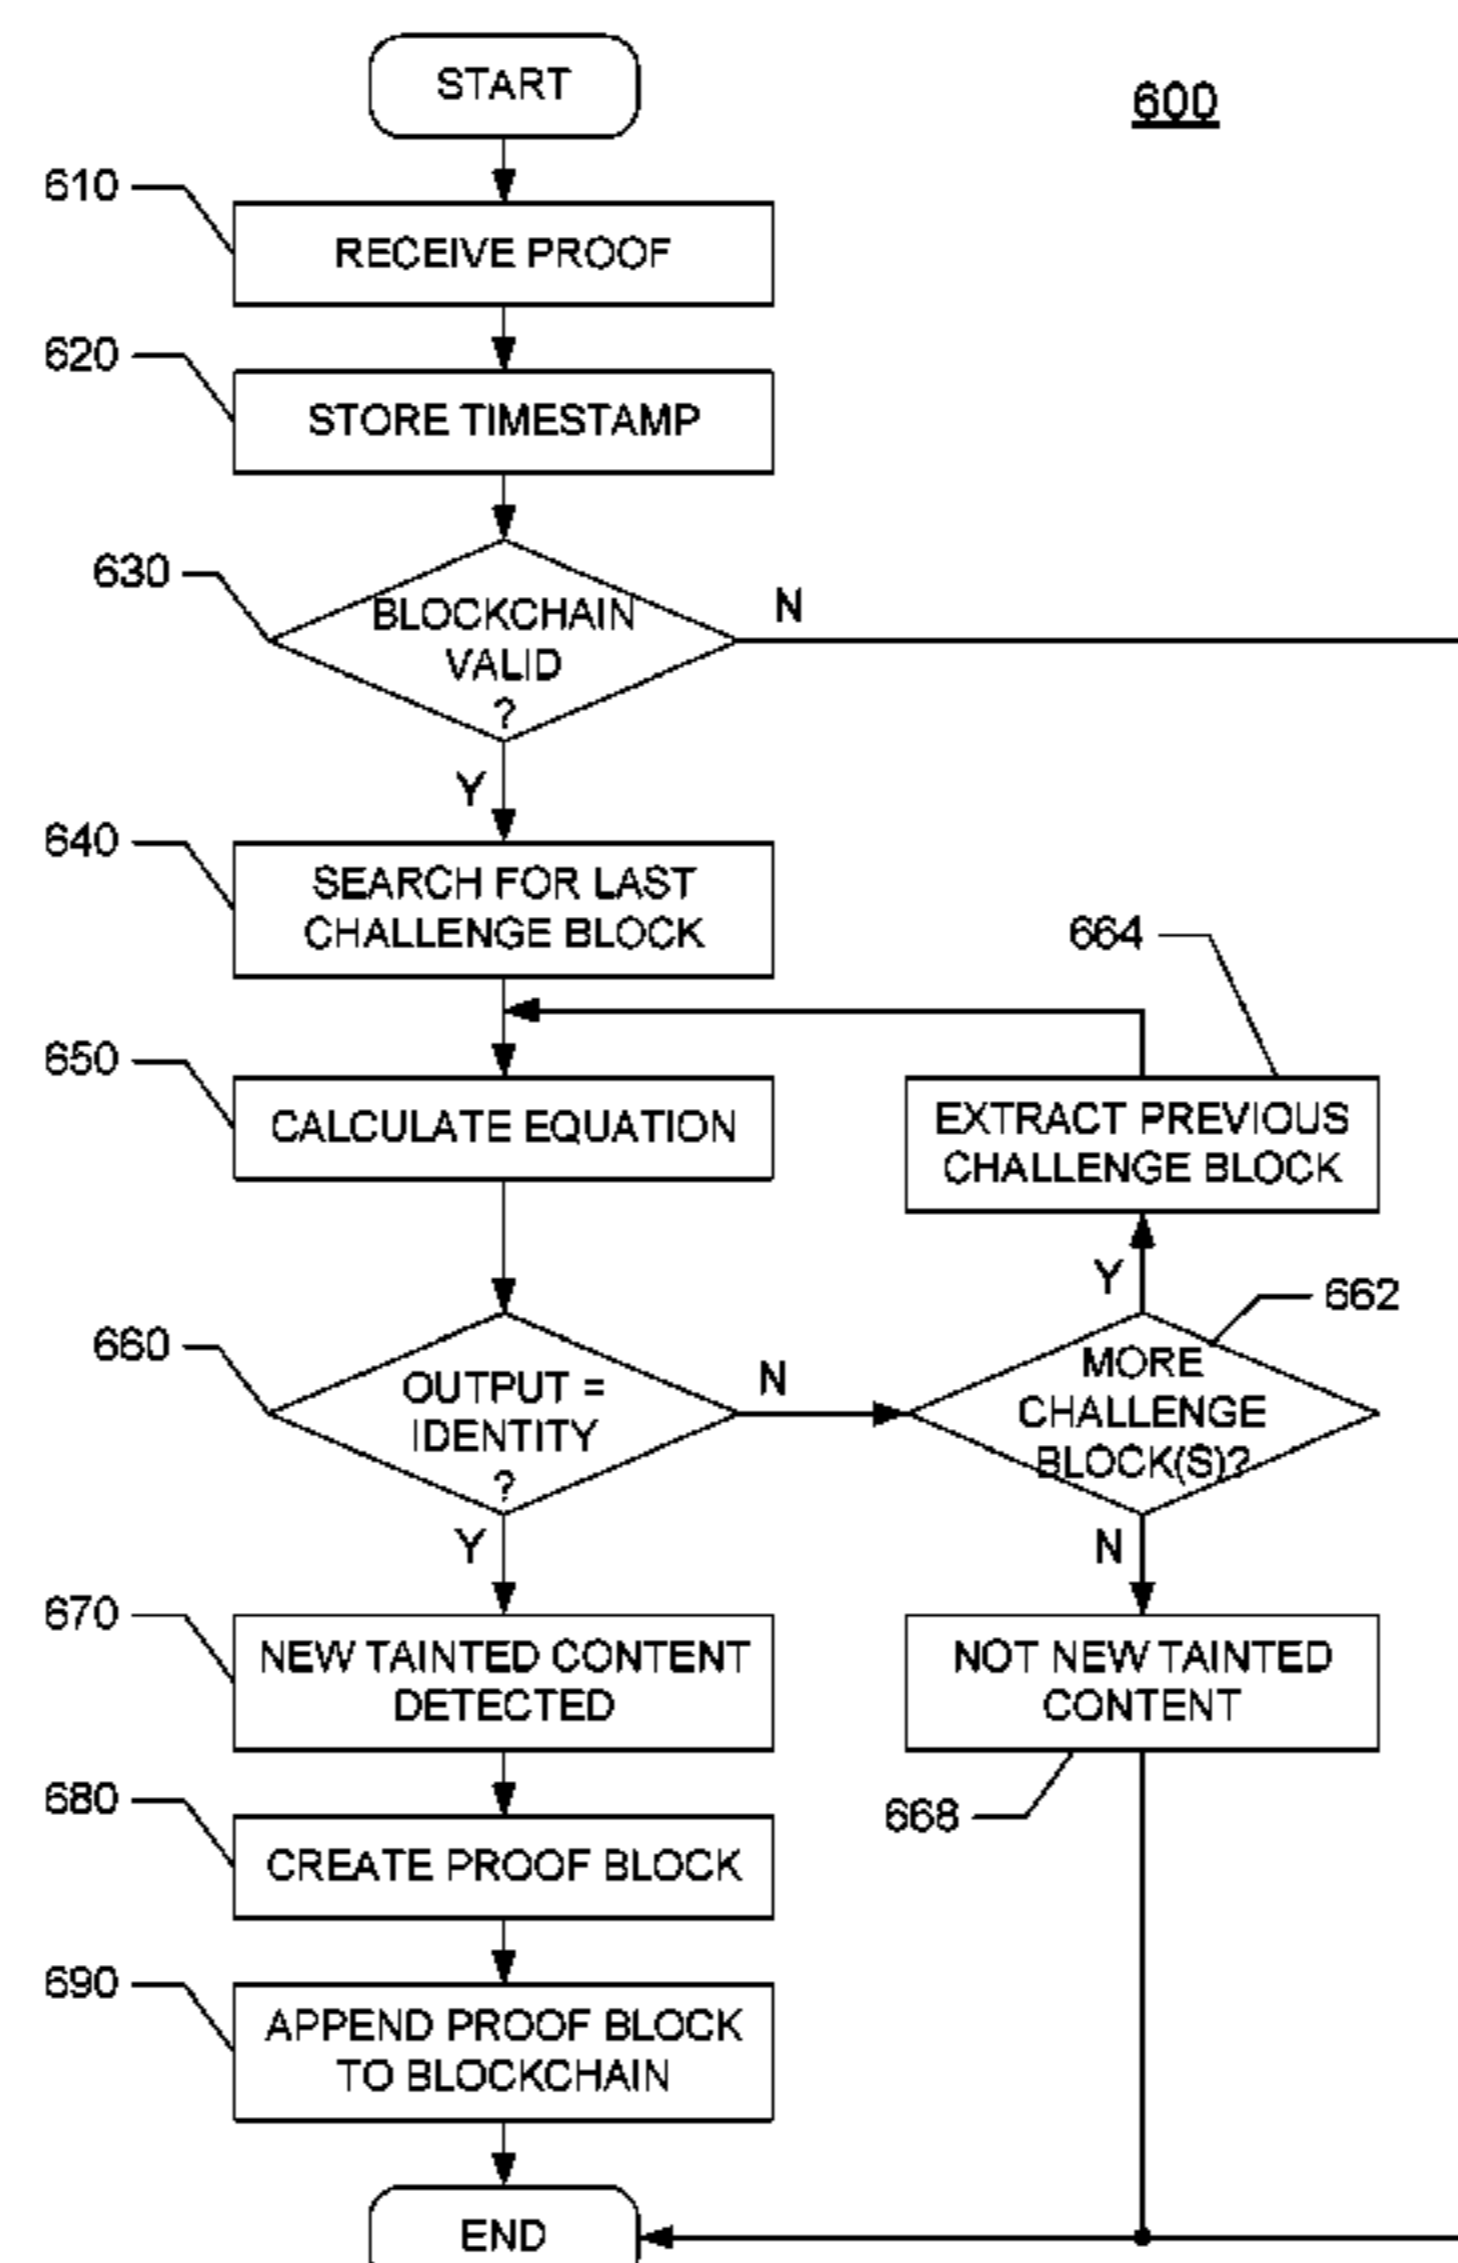 START
600
610
RECEIVE PROOF
620
STORE TIMESTAMP
630
BLOCKCHAIN
VALID
?
N
Y
640
SEARCH FOR LAST
CHALLENGE BLOCK
664
650
CALCULATE EQUATION
EXTRACT PREVIOUS
CHALLENGE BLOCK
Y
662
660
OUTPUT =
IDENTITY
?
N
MORE
CHALLENGE
BLOCK(S)?
Y
N
670
NEW TAINTED CONTENT
DETECTED
NOT NEW TAINTED
CONTENT
668
680
CREATE PROOF BLOCK
690
APPEND PROOF BLOCK
TO BLOCKCHAIN
END